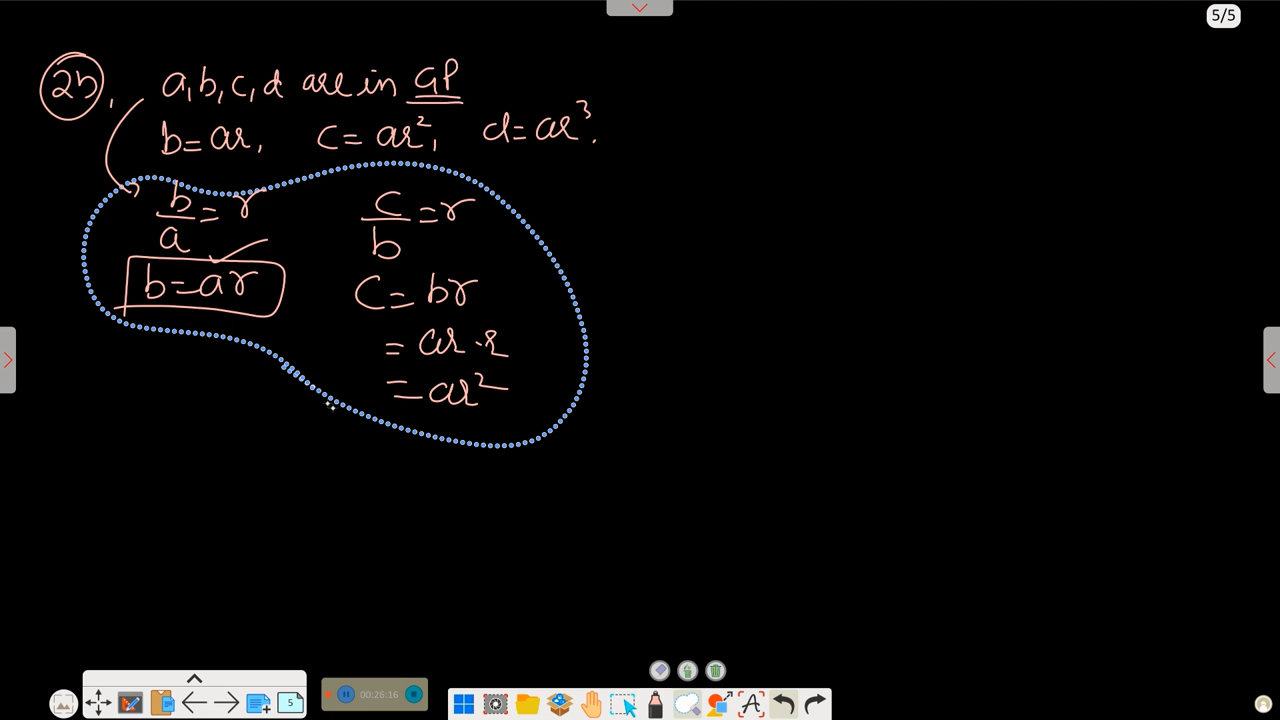 5/5
25, a,b,c,d are in GP
b=ar, c=ar², d=ar³.
b/a=r c/b=r
b=ar c=br
=ar.r
=ar²
5 00:26:16